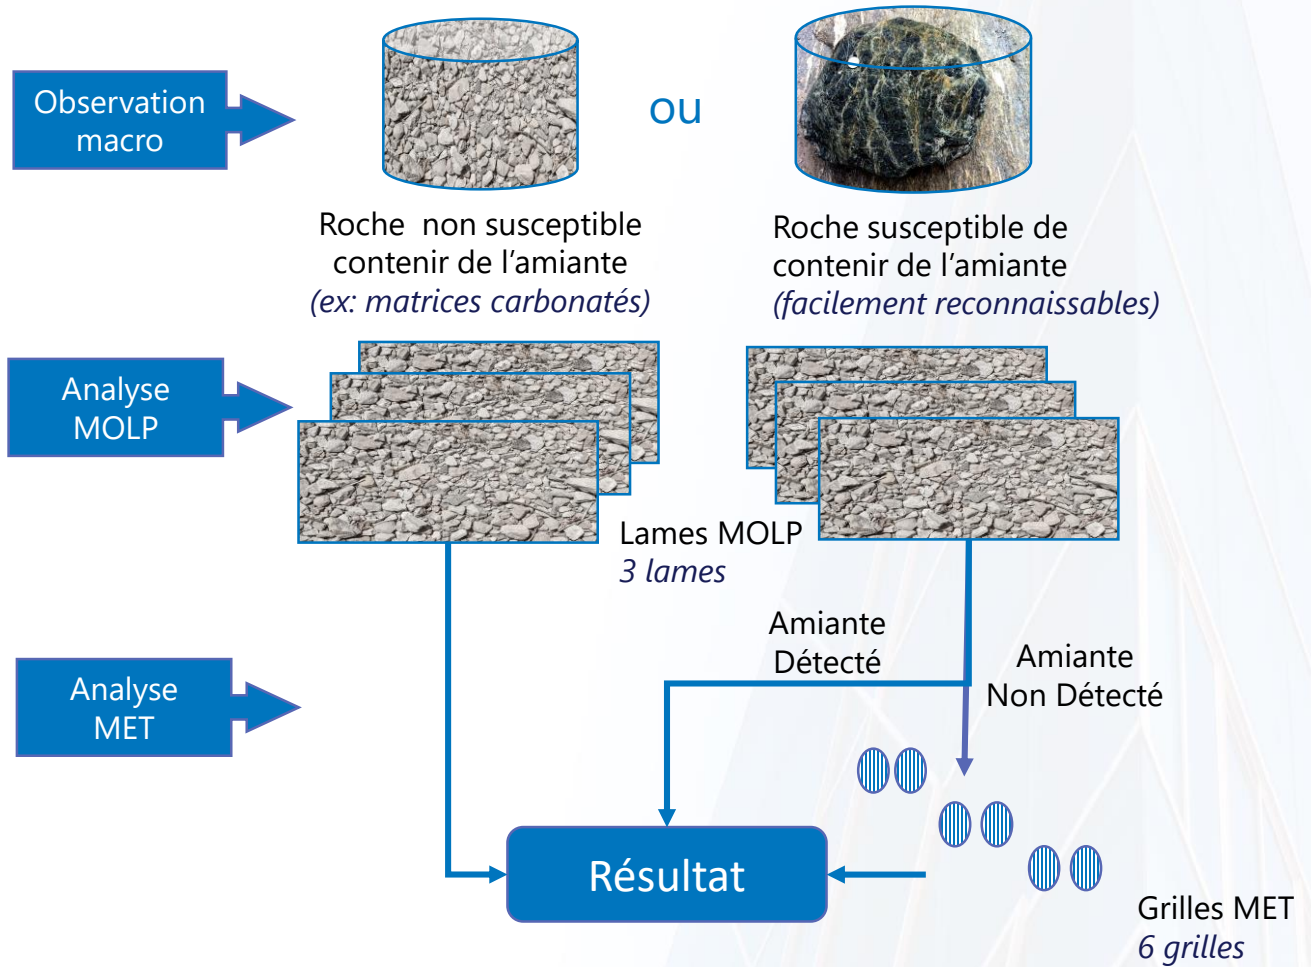 Observation
macro
ou
Roche non susceptible
contenir de l’amiante
(ex: matrices carbonatés)
Roche susceptible de
contenir de l’amiante
(facilement reconnaissables)
Analyse
MOLP
Lames MOLP
3 lames
Amiante
Détecté
Amiante
Non Détecté
Analyse
MET
Résultat
Grilles MET
6 grilles